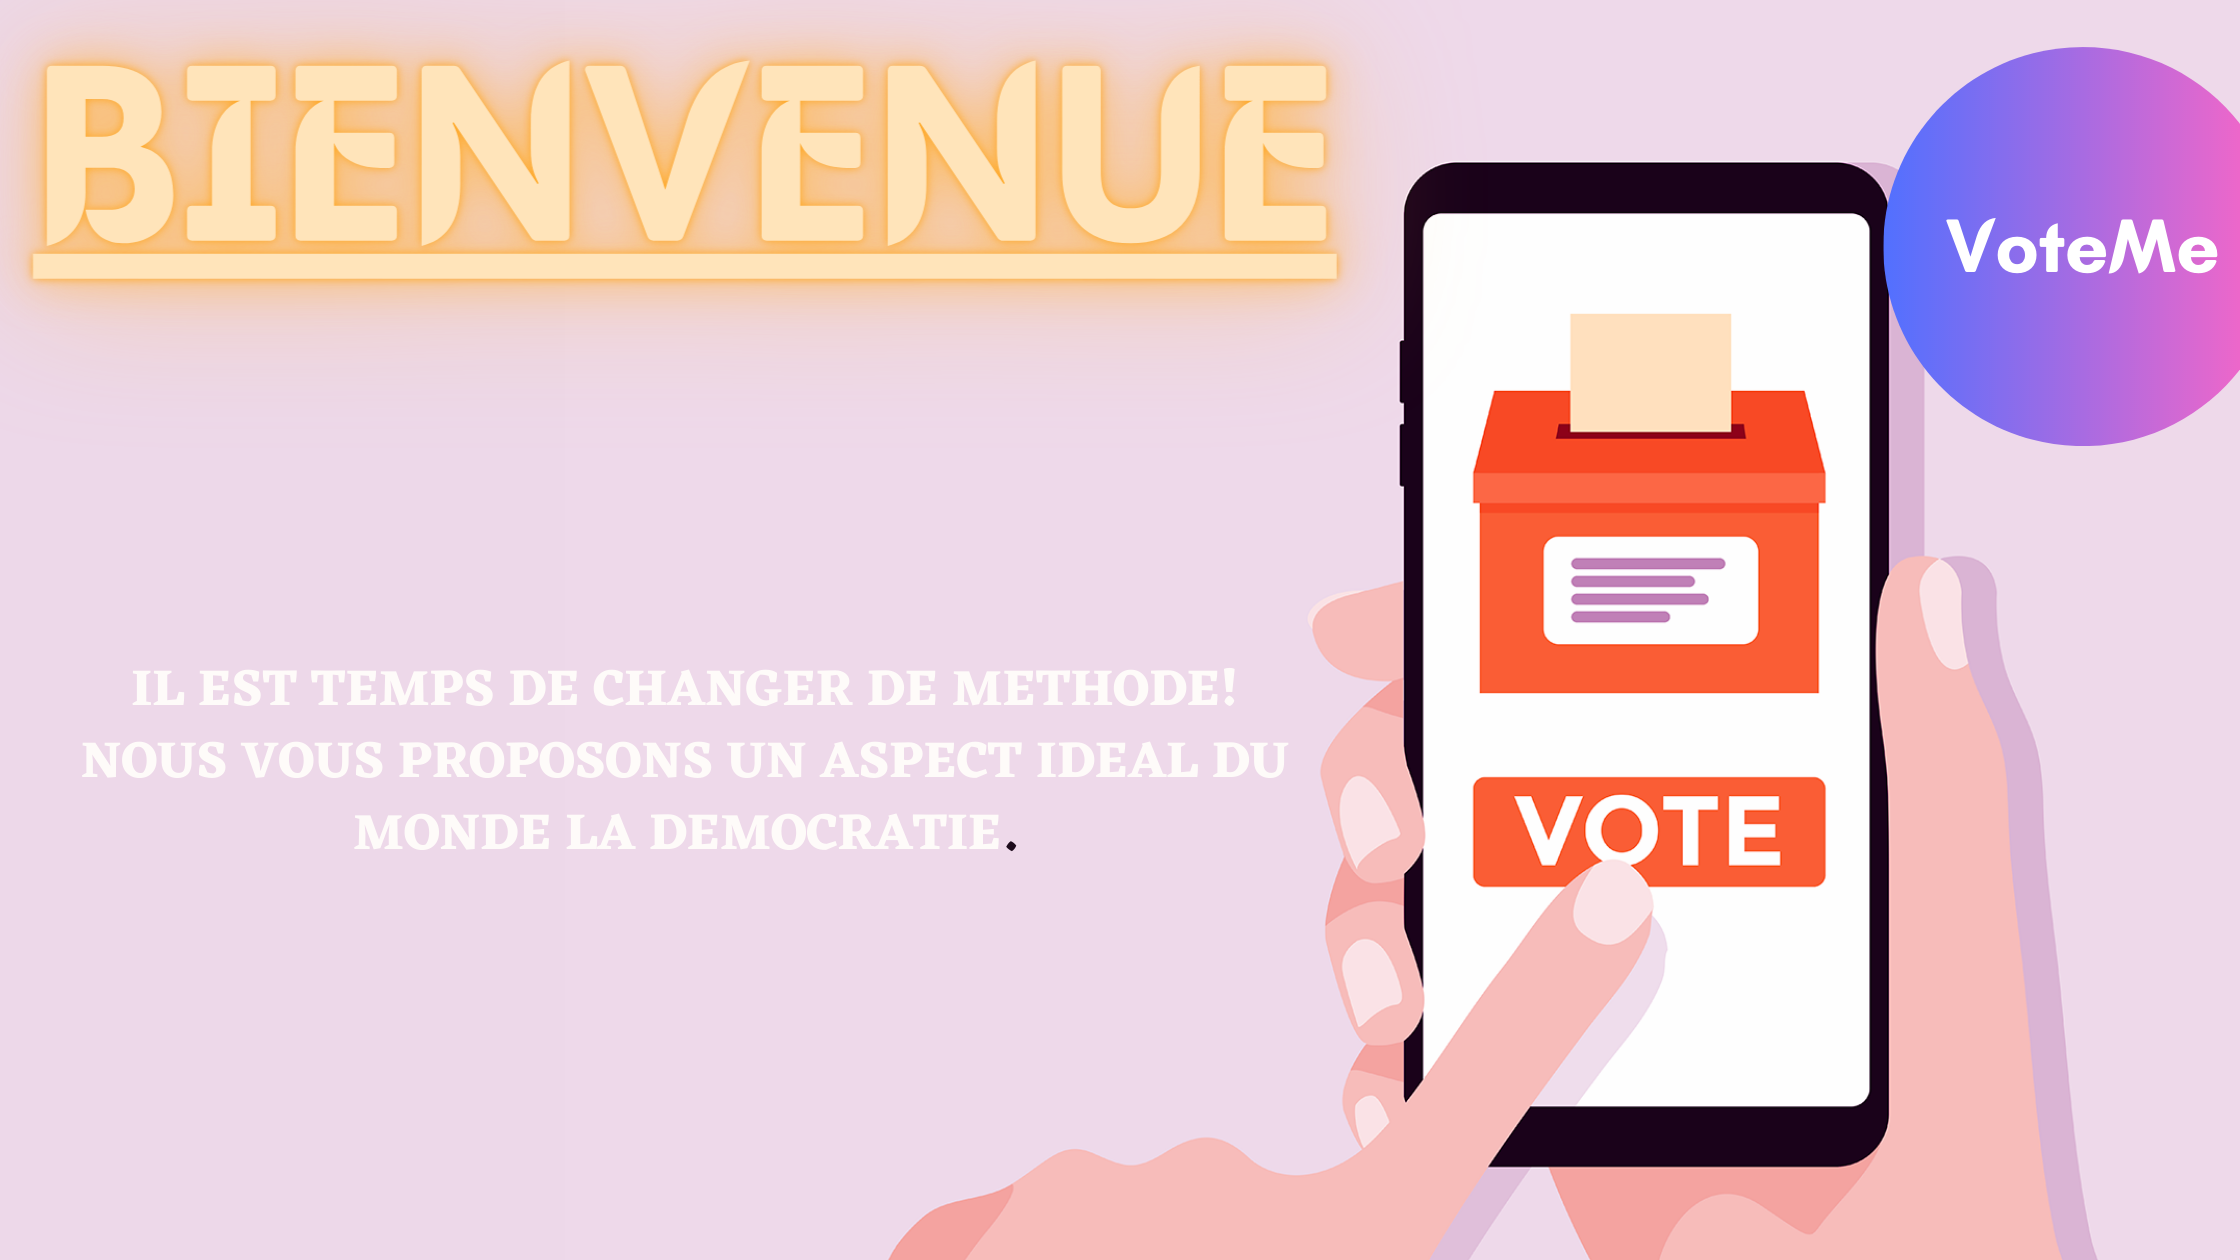 BIENVENUE
VoteMe
IL EST TEMPS DE CHANGER DE METHODE!
NOUS VOUS PROPOSONS UN ASPECT IDEAL DU
MONDE LA DEMOCRATIE.
VOTE